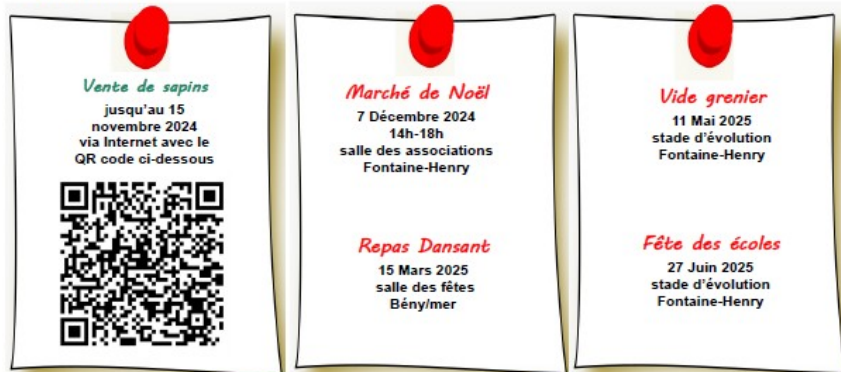 Vente de sapins
jusqu'au 15
novembre 2024
via Internet avec le
QR code ci-dessous
Marché de Noël
7 Décembre 2024
14h-18h
salle des associations
Fontaine-Henry
Repas Dansant
15 Mars 2025
salle des fêtes
Bény/mer
Vide grenier
11 Mai 2025
stade d'évolution
Fontaine-Henry
Fête des écoles
27 Juin 2025
stade d'évolution
Fontaine-Henry